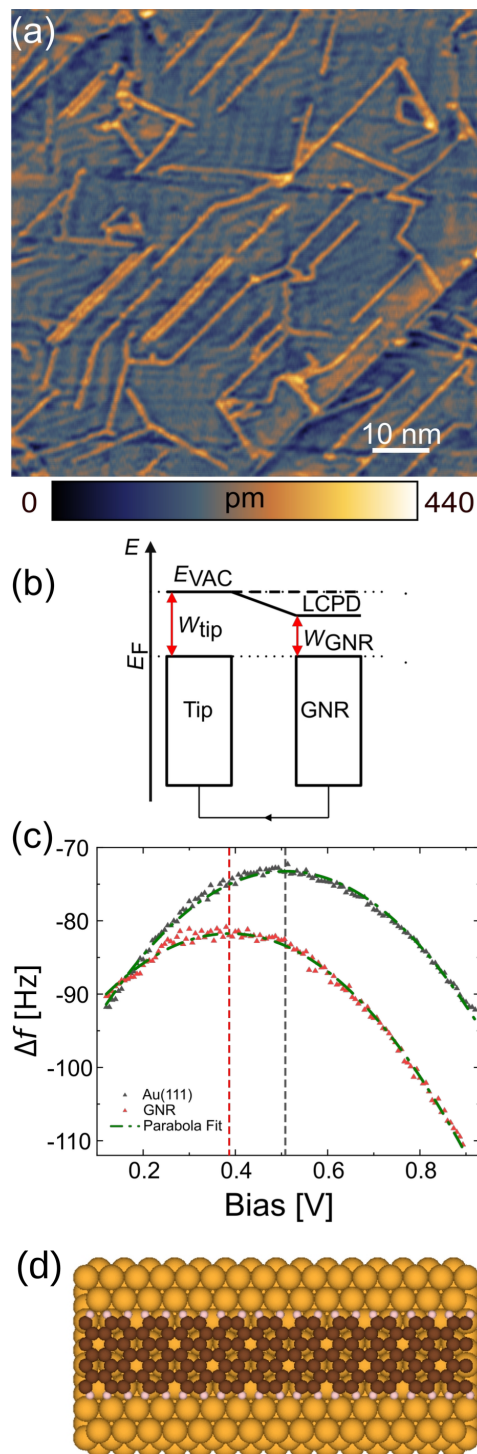 (a)
10 nm
0 pm 440
(b)
E
EVAC
LCPD
Wtip
WGNR
EF
Tip
GNR
(c)
-70
-80
-90
-100
-110
Δf [Hz]
Au(111)
GNR
Parabola Fit
0.2 0.4 0.6 0.8
Bias [V]
(d)